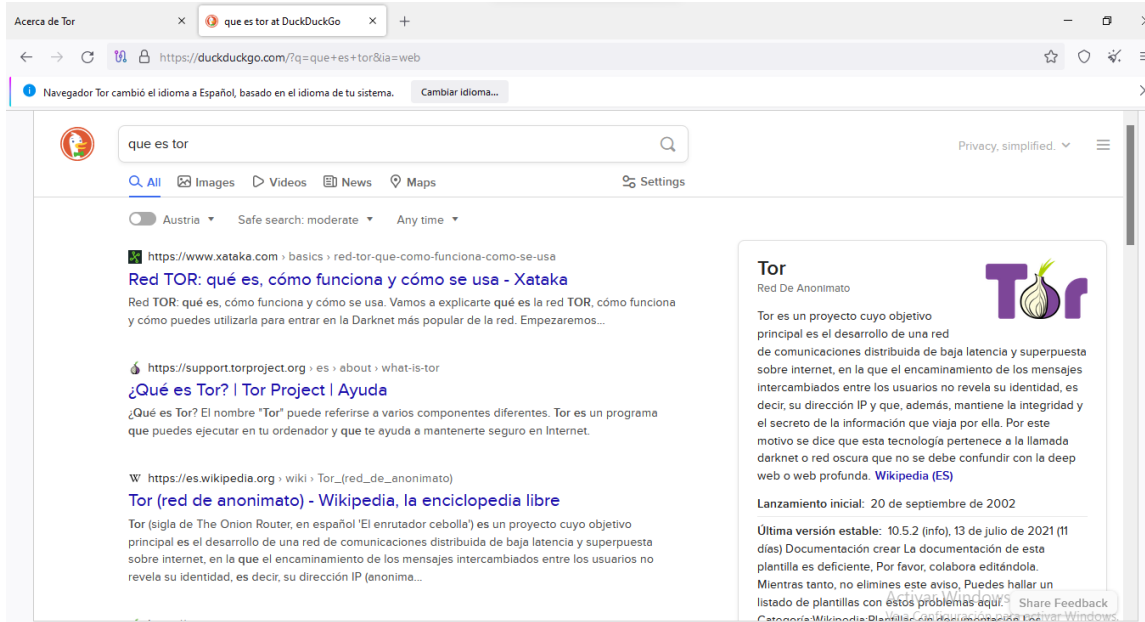 Acerca de Tor
que es tor at DuckDuckGo
https://duckduckgo.com/?q=que+es+tor&ia=web
Navegador Tor cambió el idioma a Español, basado en el idioma de tu sistema.
Cambiar idioma...
que es tor
Privacy, simplified.
All Images Videos News Maps Settings
Austria Safe search: moderate Any time
https://www.xataka.com › basics › red-tor-que-como-funciona-como-se-usa
Red TOR: qué es, cómo funciona y cómo se usa - Xataka
Red TOR: qué es, cómo funciona y cómo se usa. Vamos a explicarte qué es la red TOR, cómo funciona
y cómo puedes utilizarla para entrar en la Darknet más popular de la red. Empezaremos...
https://support.torproject.org › es › about › what-is-tor
¿Qué es Tor? | Tor Project | Ayuda
¿Qué es Tor? El nombre "Tor" puede referirse a varios componentes diferentes. Tor es un programa
que puedes ejecutar en tu ordenador y que te ayuda a mantenerte seguro en Internet.
W https://es.wikipedia.org › wiki › Tor_(red_de_anonimato)
Tor (red de anonimato) - Wikipedia, la enciclopedia libre
Tor (sigla de The Onion Router, en español 'El enrutador cebolla') es un proyecto cuyo objetivo
principal es el desarrollo de una red de comunicaciones distribuida de baja latencia y superpuesta
sobre internet, en la que el encaminamiento de los mensajes intercambiados entre los usuarios no
revela su identidad, es decir, su dirección IP (anonima...
Tor
Red De Anonimato
Tor
Tor es un proyecto cuyo objetivo
principal es el desarrollo de una red
de comunicaciones distribuida de baja latencia y superpuesta
sobre internet, en la que el encaminamiento de los mensajes
intercambiados entre los usuarios no revela su identidad, es
decir, su dirección IP y que, además, mantiene la integridad y
el secreto de la información que viaja por ella. Por este
motivo se dice que esta tecnología pertenece a la llamada
darknet o red oscura que no se debe confundir con la deep
web o web profunda. Wikipedia (ES)
Lanzamiento inicial: 20 de septiembre de 2002
Última versión estable: 10.5.2 (info), 13 de julio de 2021 (11
días) Documentación crear La documentación de esta
plantilla es deficiente, Por favor, colabora editándola.
Mientras tanto, no elimines este aviso, Puedes hallar un
listado de plantillas con estos problemas aquí.
Activar Windows
Share Feedback
Categoría:Wikipedia:Plantillas sin documentación Los
Ve a Configuración para activar Windows.